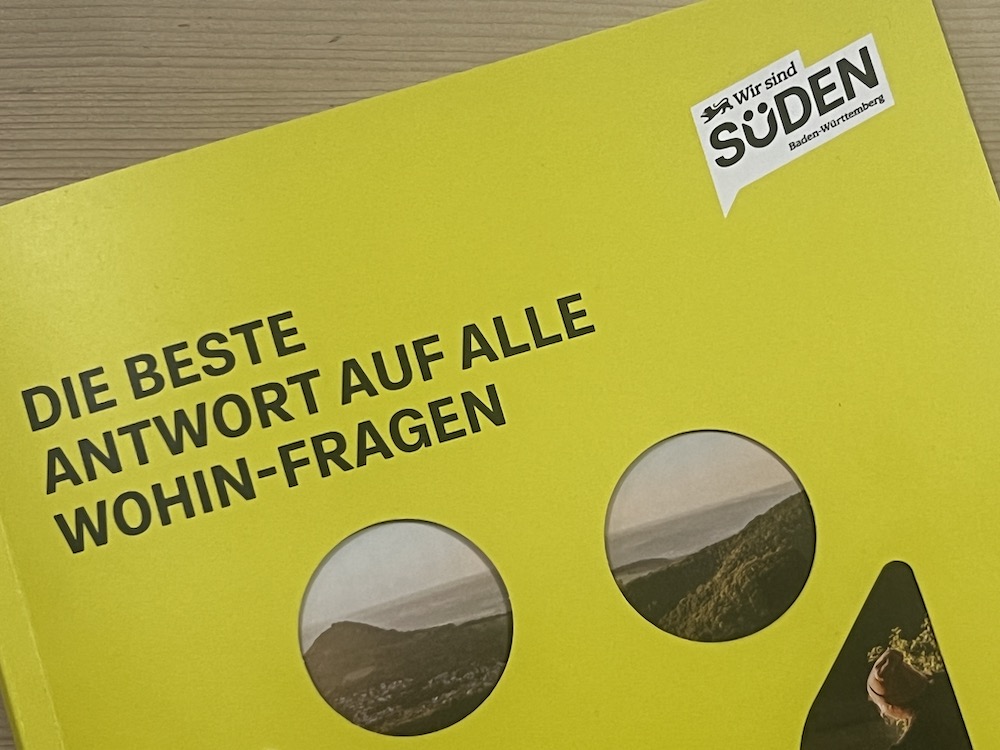 Wir sind
SÜDEN
Baden-Württemberg
DIE BESTE
ANTWORT AUF ALLE
WOHIN-FRAGEN